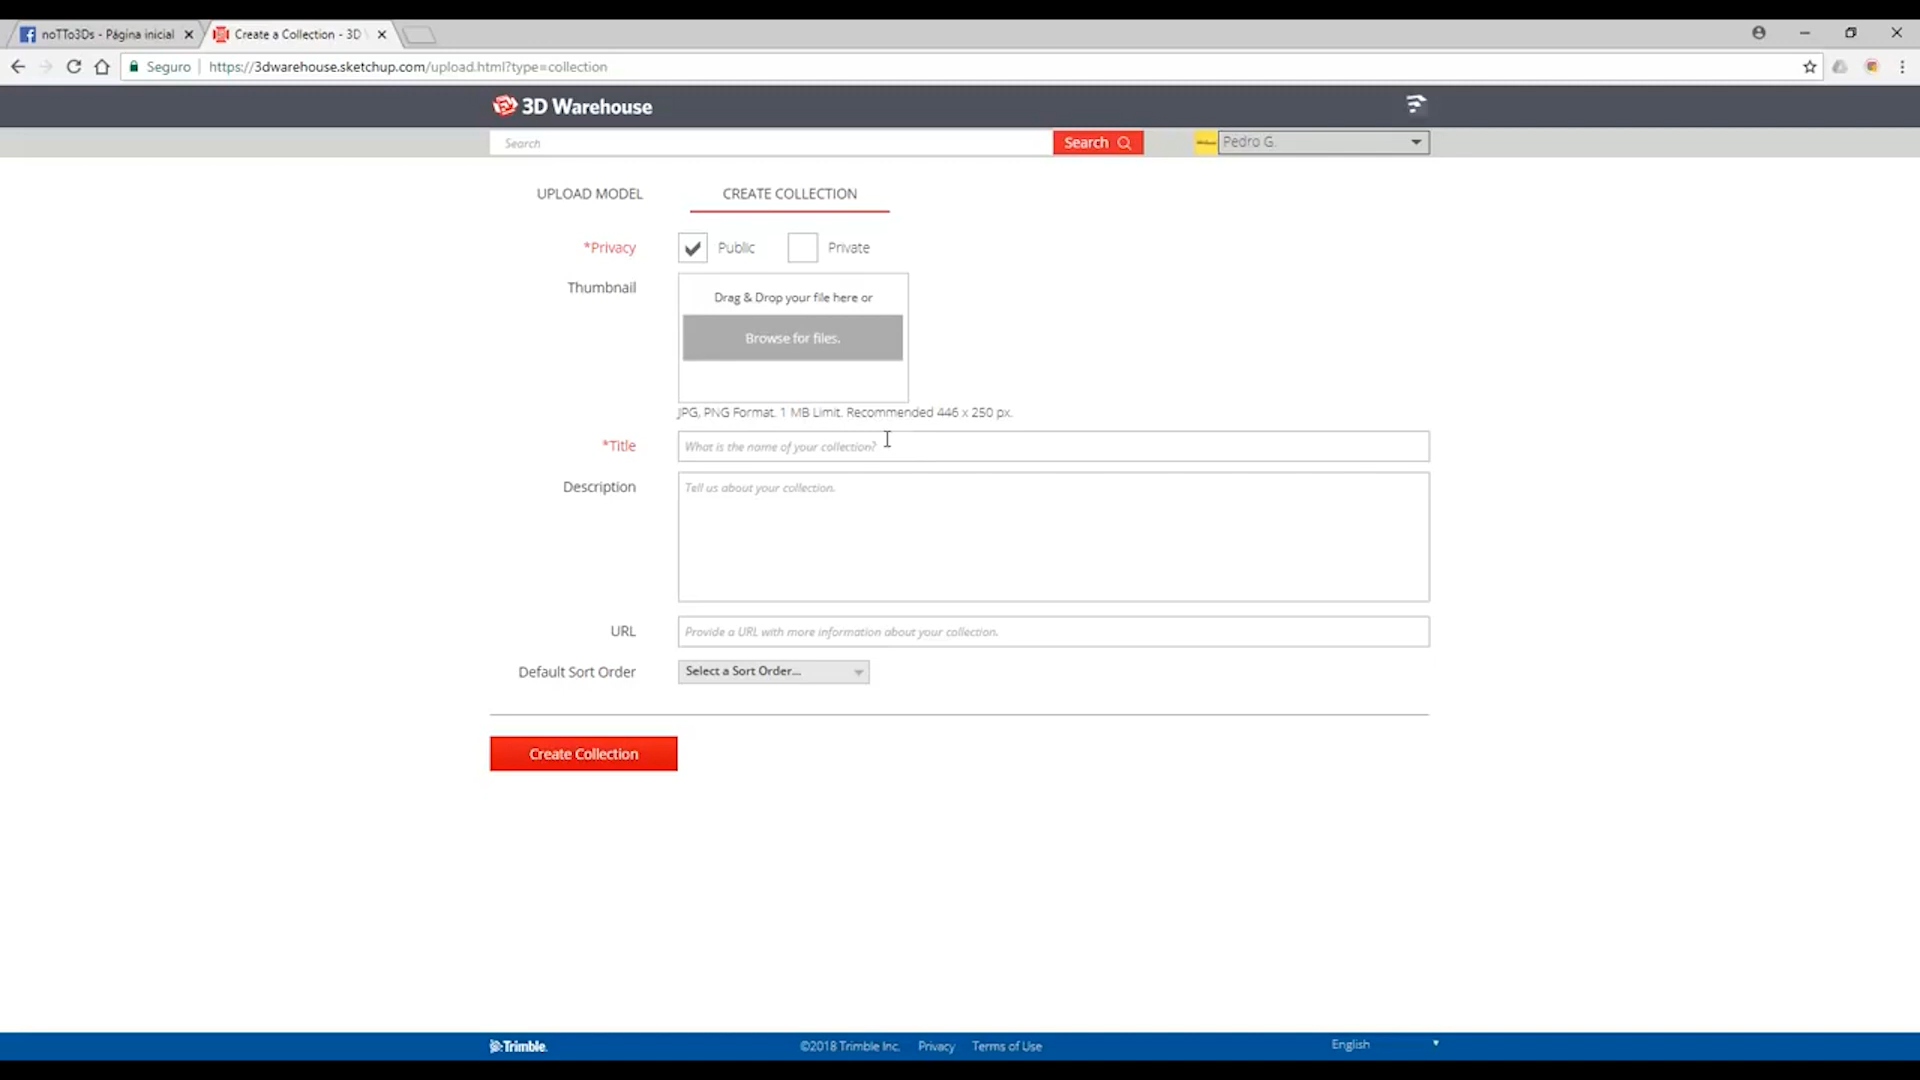 noTTo3Ds - Página inicial
Create a Collection - 3D
Seguro
https://3dwarehouse.sketchup.com/upload.html?type=collection
3D Warehouse
Search
Search
Pedro G.
UPLOAD MODEL
CREATE COLLECTION
*Privacy
Public
Private
Thumbnail
Drag & Drop your file here or
Browse for files.
JPG, PNG Format. 1 MB Limit. Recommended 446 x 250 px.
*Title
What is the name of your collection?
Description
Tell us about your collection.
URL
Provide a URL with more information about your collection.
Default Sort Order
Select a Sort Order...
Create Collection
Trimble.
©2018 Trimble Inc.
Privacy
Terms of Use
English